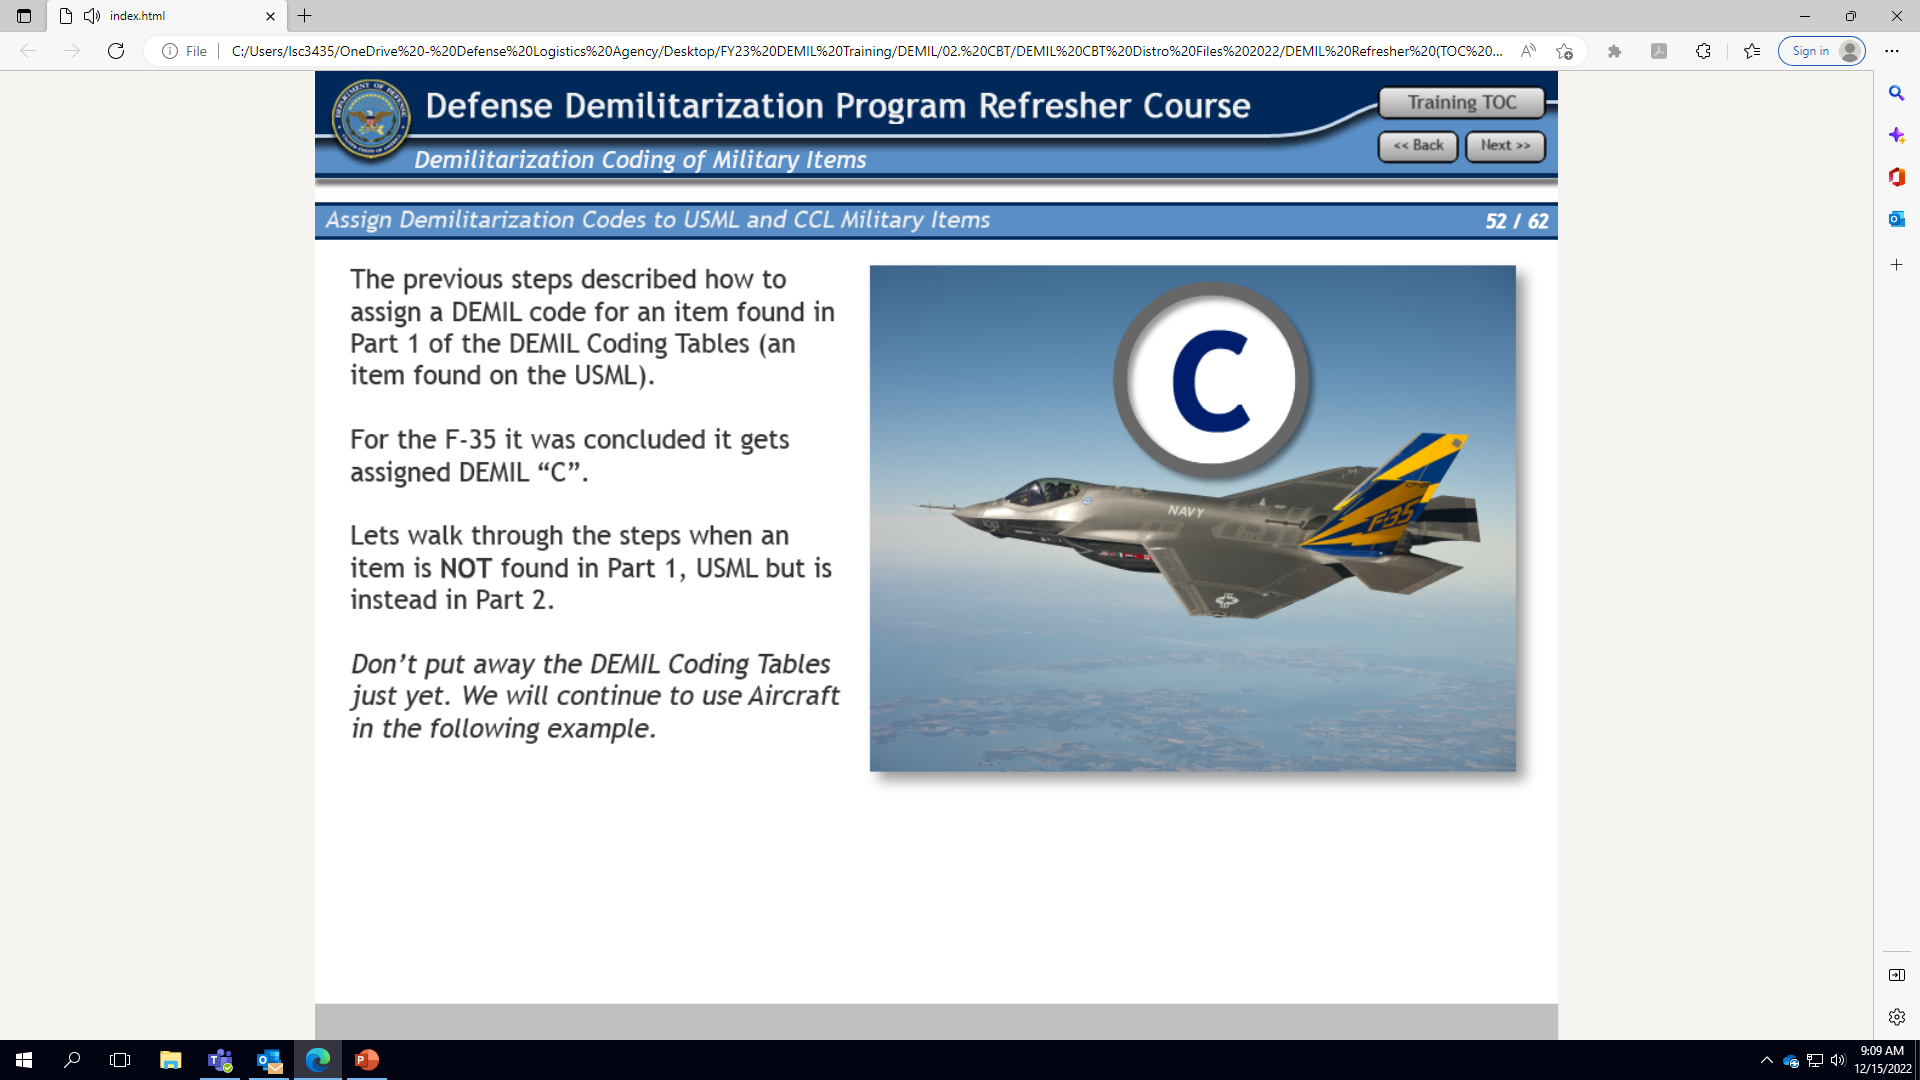 index.html
File
C:/Users/lsc3435/OneDrive%20-%20Defense%20Logistics%20Agency/Desktop/FY23%20DEMIL%20Training/DEMIL/02.%20CBT/DEMIL%20CBT%20Distro%20Files%202022/DEMIL%20Refresher%20(TOC%20...
Sign in
Defense Demilitarization Program Refresher Course
Training TOC
<< Back
Next >>
Demilitarization Coding of Military Items
Assign Demilitarization Codes to USML and CCL Military Items
52 / 62
The previous steps described how to
assign a DEMIL code for an item found in
Part 1 of the DEMIL Coding Tables (an
item found on the USML).
For the F-35 it was concluded it gets
assigned DEMIL “C”.
Lets walk through the steps when an
item is NOT found in Part 1, USML but is
instead in Part 2.
Don’t put away the DEMIL Coding Tables
just yet. We will continue to use Aircraft
in the following example.
C
NAVY
F-35
9:09 AM
12/15/2022